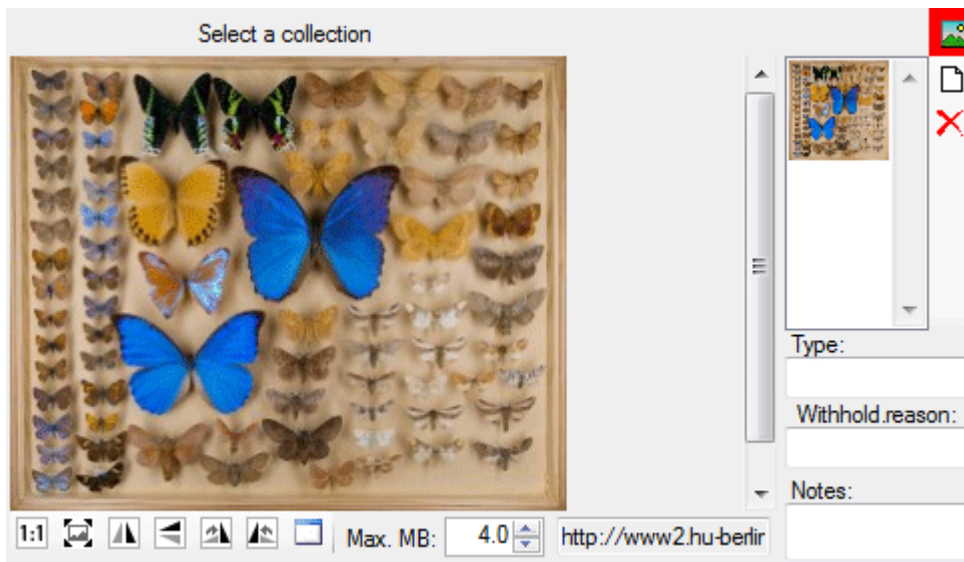 Select a collection
Type:
Withhold.reason:
Notes:
1:1
Max. MB:
4.0
http://www2.hu-berlir